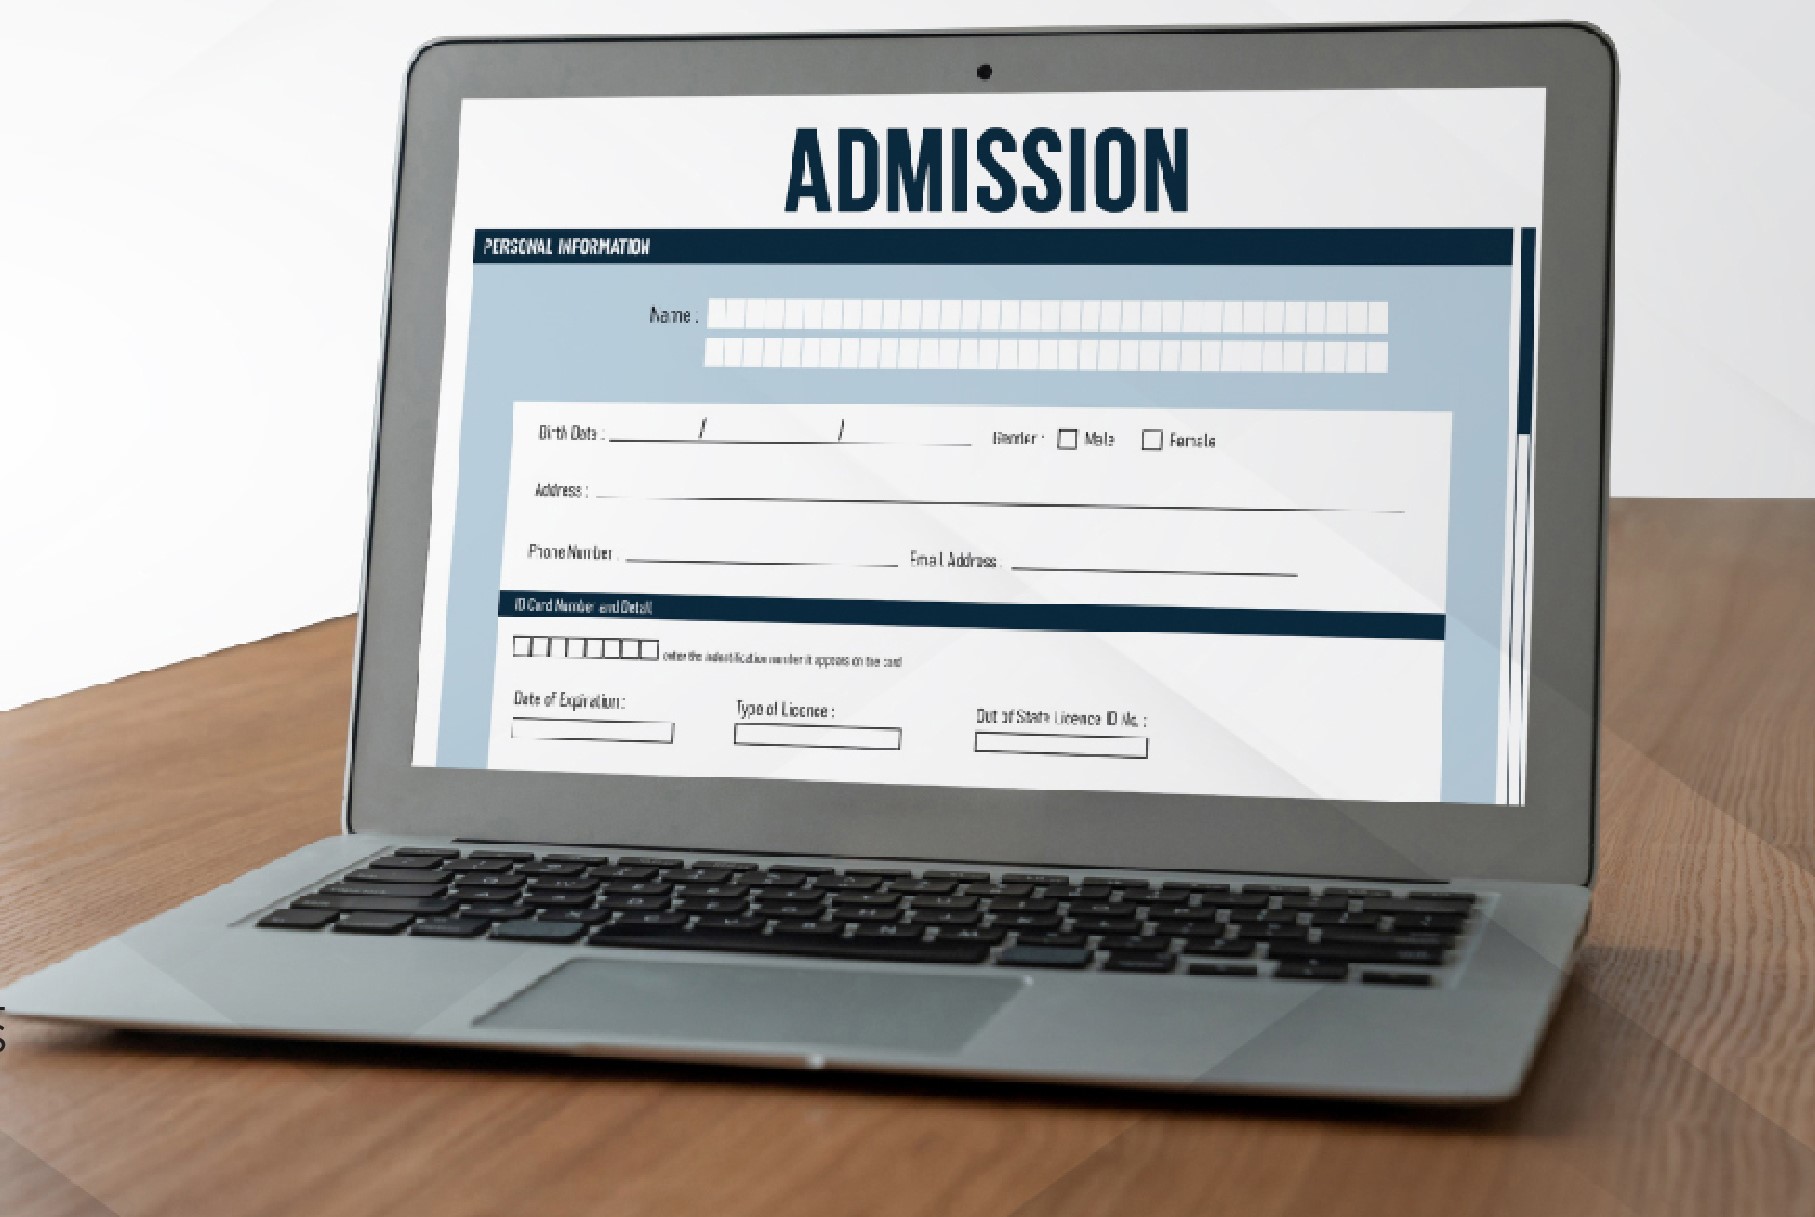 ADMISSION
PERSONAL INFORMATION
Name :
Birth Date : / / Gender : Male Female
Address :
Phone Number : Email Address :
ID Card Number and Detail
enter the indentification number it appears on the card
Date of Expiration : Type of Licence : Out of State Licence ID No. :